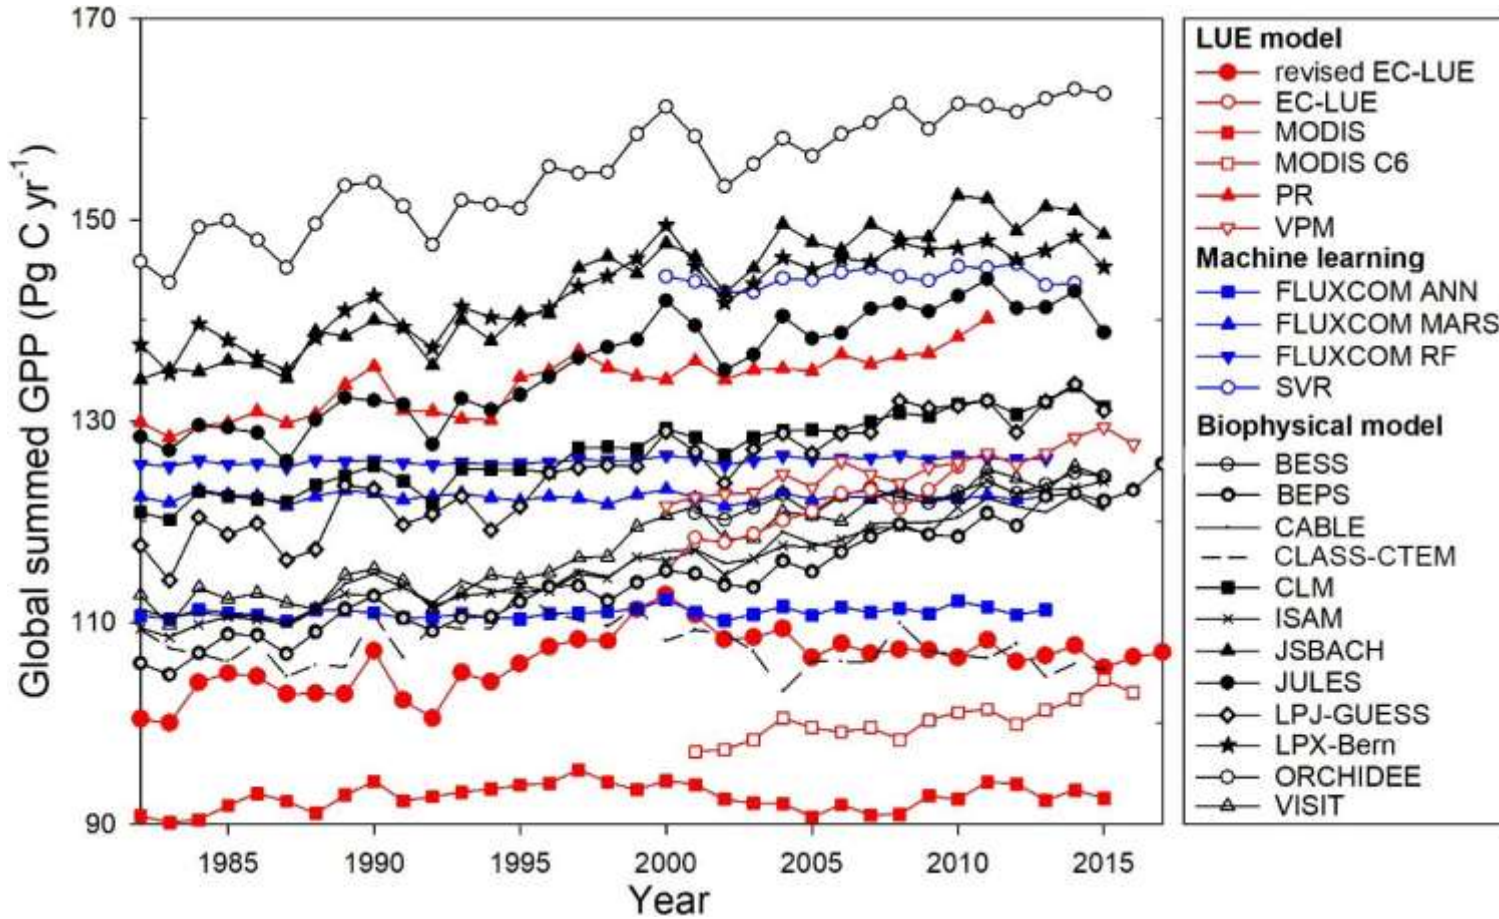 170
150
130
110
90
Global summed GPP (Pg C yr-1)
1985 1990 1995 2000 2005 2010 2015
Year
LUE model
revised EC-LUE
EC-LUE
MODIS
MODIS C6
PR
VPM
Machine learning
FLUXCOM ANN
FLUXCOM MARS
FLUXCOM RF
SVR
Biophysical model
BESS
BEPS
CABLE
CLASS-CTEM
CLM
ISAM
JSBACH
JULES
LPJ-GUESS
LPX-Bern
ORCHIDEE
VISIT